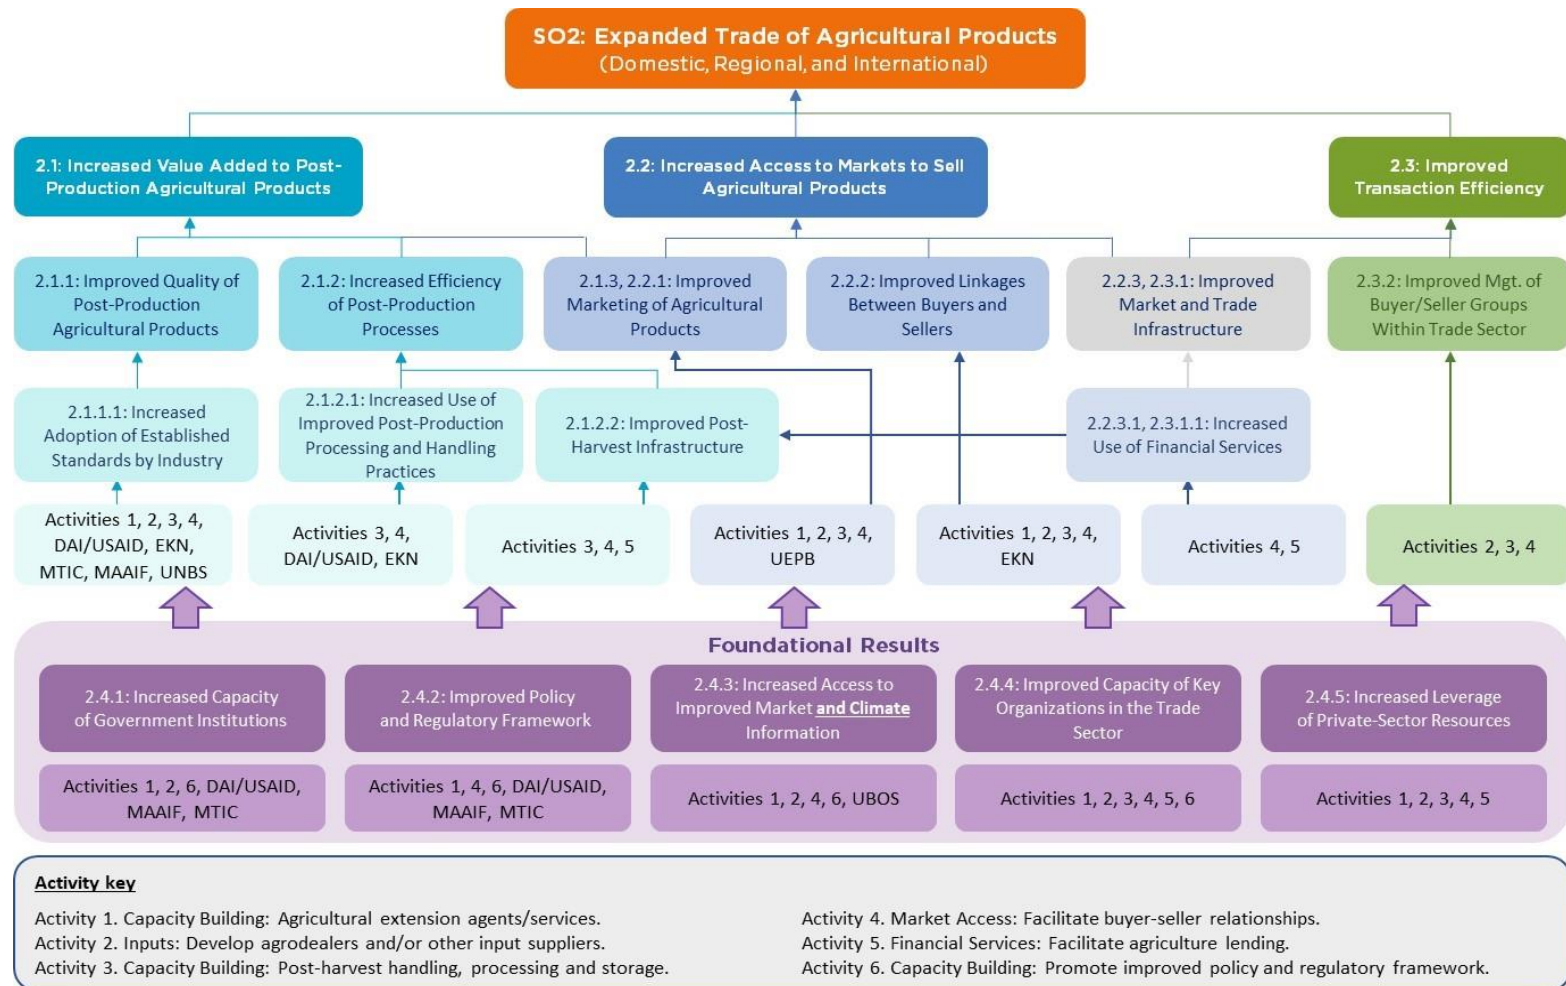 SO2: Expanded Trade of Agricultural Products
(Domestic, Regional, and International)
2.1: Increased Value Added to Post-
Production Agricultural Products
2.2: Increased Access to Markets to Sell
Agricultural Products
2.3: Improved
Transaction Efficiency
2.1.1: Improved Quality of
Post-Production
Agricultural Products
2.1.2: Increased Efficiency
of Post-Production
Processes
2.1.3, 2.2.1: Improved
Marketing of Agricultural
Products
2.2.2: Improved Linkages
Between Buyers and
Sellers
2.2.3, 2.3.1: Improved
Market and Trade
Infrastructure
2.3.2: Improved Mgt. of
Buyer/Seller Groups
Within Trade Sector
2.1.1.1: Increased
Adoption of Established
Standards by Industry
2.1.2.1: Increased Use of
Improved Post-Production
Processing and Handling
Practices
2.1.2.2: Improved Post-
Harvest Infrastructure
2.2.3.1, 2.3.1.1: Increased
Use of Financial Services
Activities 1, 2, 3, 4,
DAI/USAID, EKN,
MTIC, MAAIF, UNBS
Activities 3, 4,
DAI/USAID, EKN
Activities 3, 4, 5
Activities 1, 2, 3, 4,
UEPB
Activities 1, 2, 3, 4,
EKN
Activities 4, 5
Activities 2, 3, 4
Foundational Results
2.4.1: Increased Capacity
of Government Institutions
2.4.2: Improved Policy
and Regulatory Framework
2.4.3: Increased Access to
Improved Market and Climate
Information
2.4.4: Improved Capacity of Key
Organizations in the Trade
Sector
2.4.5: Increased Leverage
of Private-Sector Resources
Activities 1, 2, 6, DAI/USAID,
MAAIF, MTIC
Activities 1, 4, 6, DAI/USAID,
MAAIF, MTIC
Activities 1, 2, 4, 6, UBOS
Activities 1, 2, 3, 4, 5, 6
Activities 1, 2, 3, 4, 5
Activity key
Activity 1. Capacity Building: Agricultural extension agents/services.
Activity 2. Inputs: Develop agrodealers and/or other input suppliers.
Activity 3. Capacity Building: Post-harvest handling, processing and storage.
Activity 4. Market Access: Facilitate buyer-seller relationships.
Activity 5. Financial Services: Facilitate agriculture lending.
Activity 6. Capacity Building: Promote improved policy and regulatory framework.